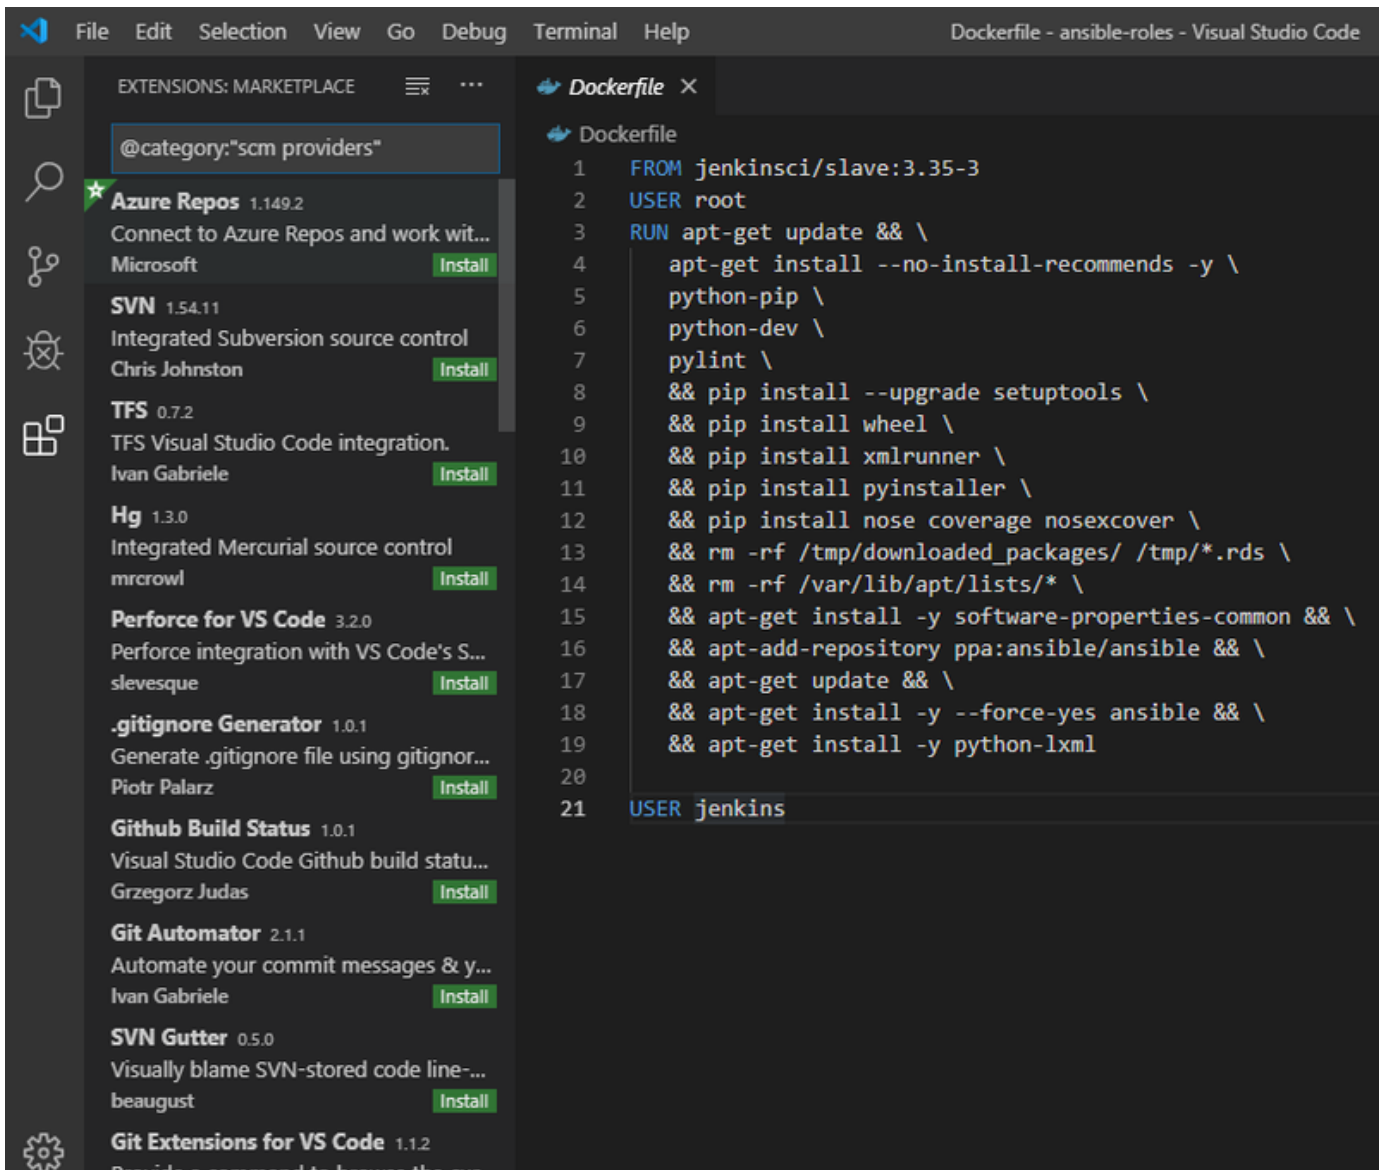 File Edit Selection View Go Debug Terminal Help Dockerfile - ansible-roles - Visual Studio Code
EXTENSIONS: MARKETPLACE
@category:"scm providers"
Azure Repos 1.149.2
Connect to Azure Repos and work wit...
Microsoft Install
SVN 1.54.11
Integrated Subversion source control
Chris Johnston Install
TFS 0.7.2
TFS Visual Studio Code integration.
Ivan Gabriele Install
Hg 1.3.0
Integrated Mercurial source control
mrcrowl Install
Perforce for VS Code 3.2.0
Perforce integration with VS Code's S...
slevesque Install
.gitignore Generator 1.0.1
Generate .gitignore file using gitignor...
Piotr Palarz Install
Github Build Status 1.0.1
Visual Studio Code Github build statu...
Grzegorz Judas Install
Git Automator 2.1.1
Automate your commit messages & y...
Ivan Gabriele Install
SVN Gutter 0.5.0
Visually blame SVN-stored code line-...
beaugust Install
Git Extensions for VS Code 1.1.2
Dockerfile
Dockerfile
1 FROM jenkinsci/slave:3.35-3
2 USER root
3 RUN apt-get update && \
4 apt-get install --no-install-recommends -y \
5 python-pip \
6 python-dev \
7 pylint \
8 && pip install --upgrade setuptools \
9 && pip install wheel \
10 && pip install xmlrunner \
11 && pip install pyinstaller \
12 && pip install nose coverage nosexcover \
13 && rm -rf /tmp/downloaded_packages/ /tmp/*.rds \
14 && rm -rf /var/lib/apt/lists/* \
15 && apt-get install -y software-properties-common && \
16 && apt-add-repository ppa:ansible/ansible && \
17 && apt-get update && \
18 && apt-get install -y --force-yes ansible && \
19 && apt-get install -y python-lxml
20
21 USER jenkins